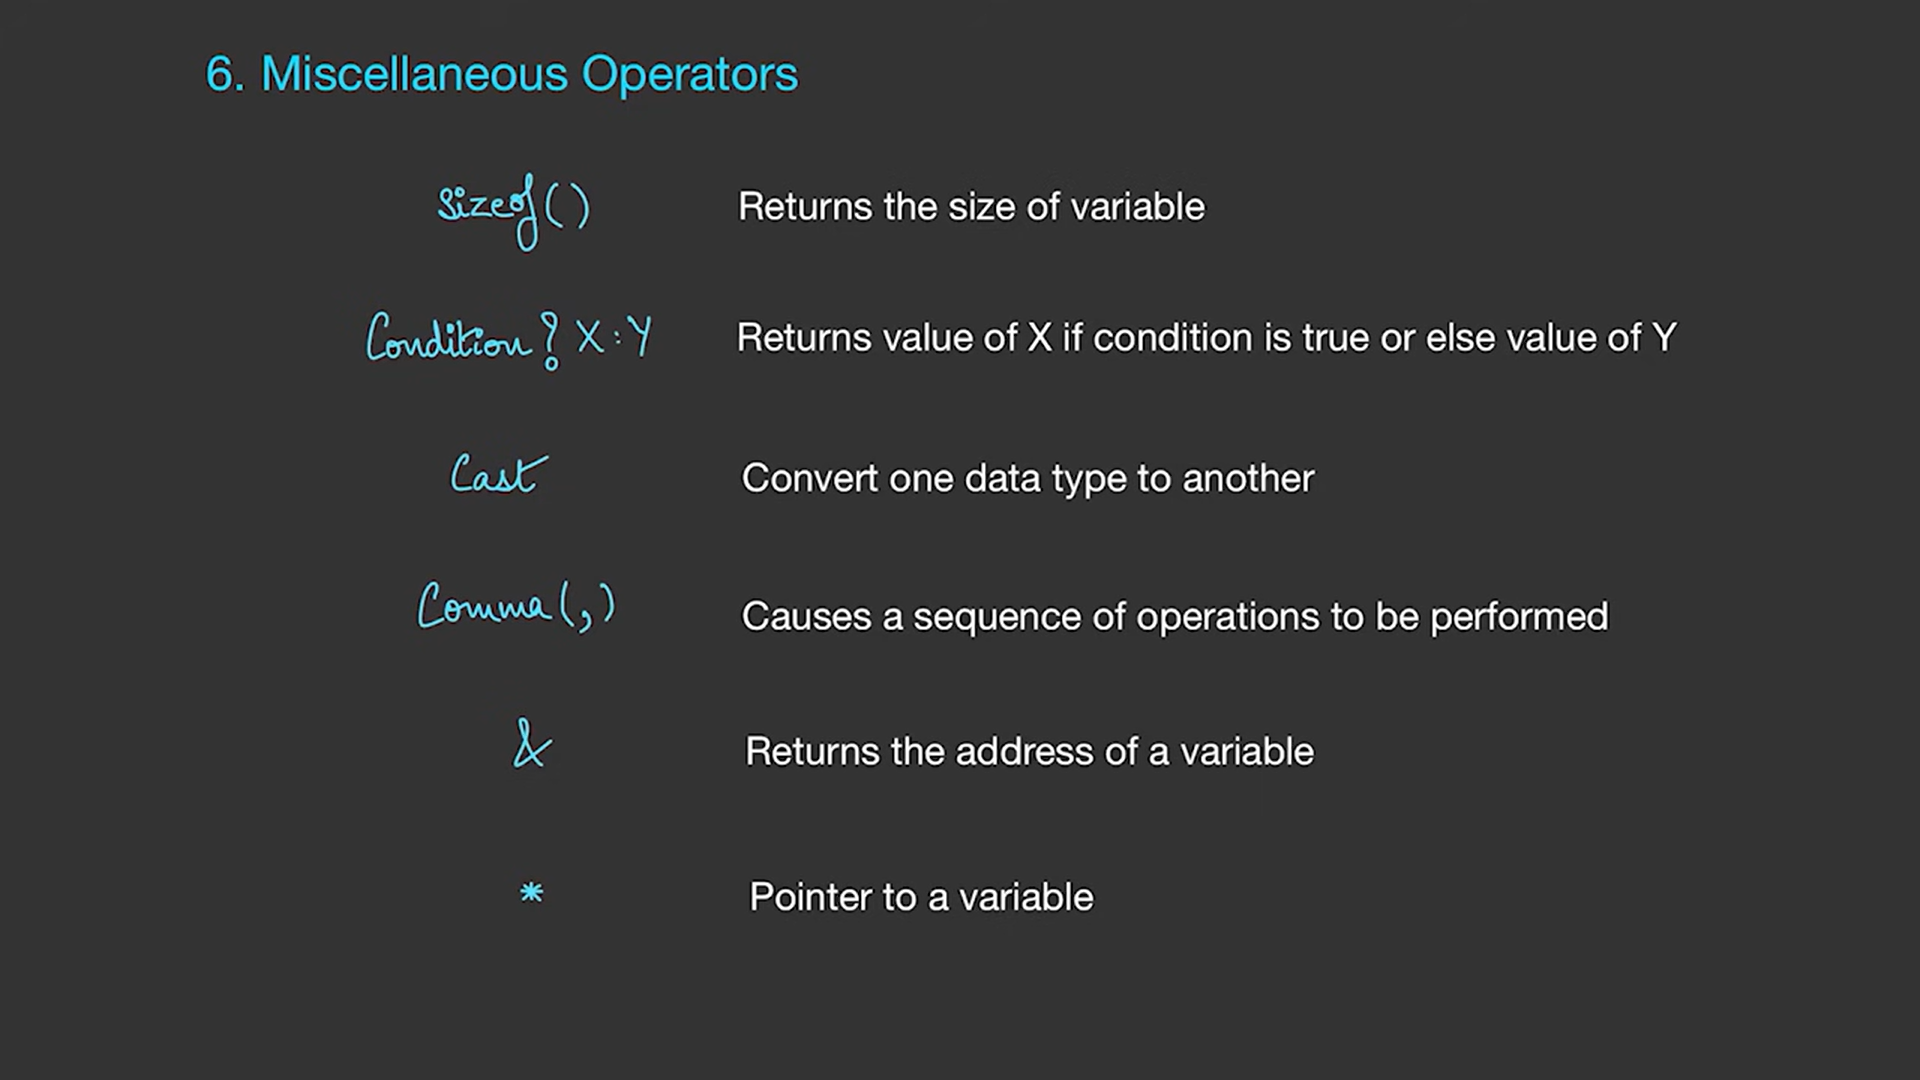 6. Miscellaneous Operators
Sizeof() Returns the size of variable
Condition? X:Y Returns value of X if condition is true or else value of Y
Cast Convert one data type to another
Comma(,) Causes a sequence of operations to be performed
& Returns the address of a variable
* Pointer to a variable